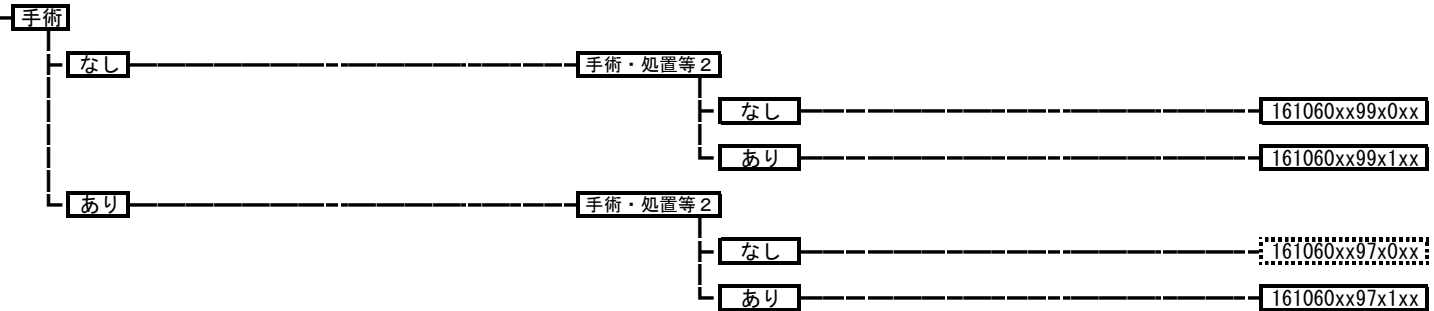 手術
なし 手術・処置等２
なし 161060xx99x0xx
あり 161060xx99x1xx
あり 手術・処置等２
なし 161060xx97x0xx
あり 161060xx97x1xx